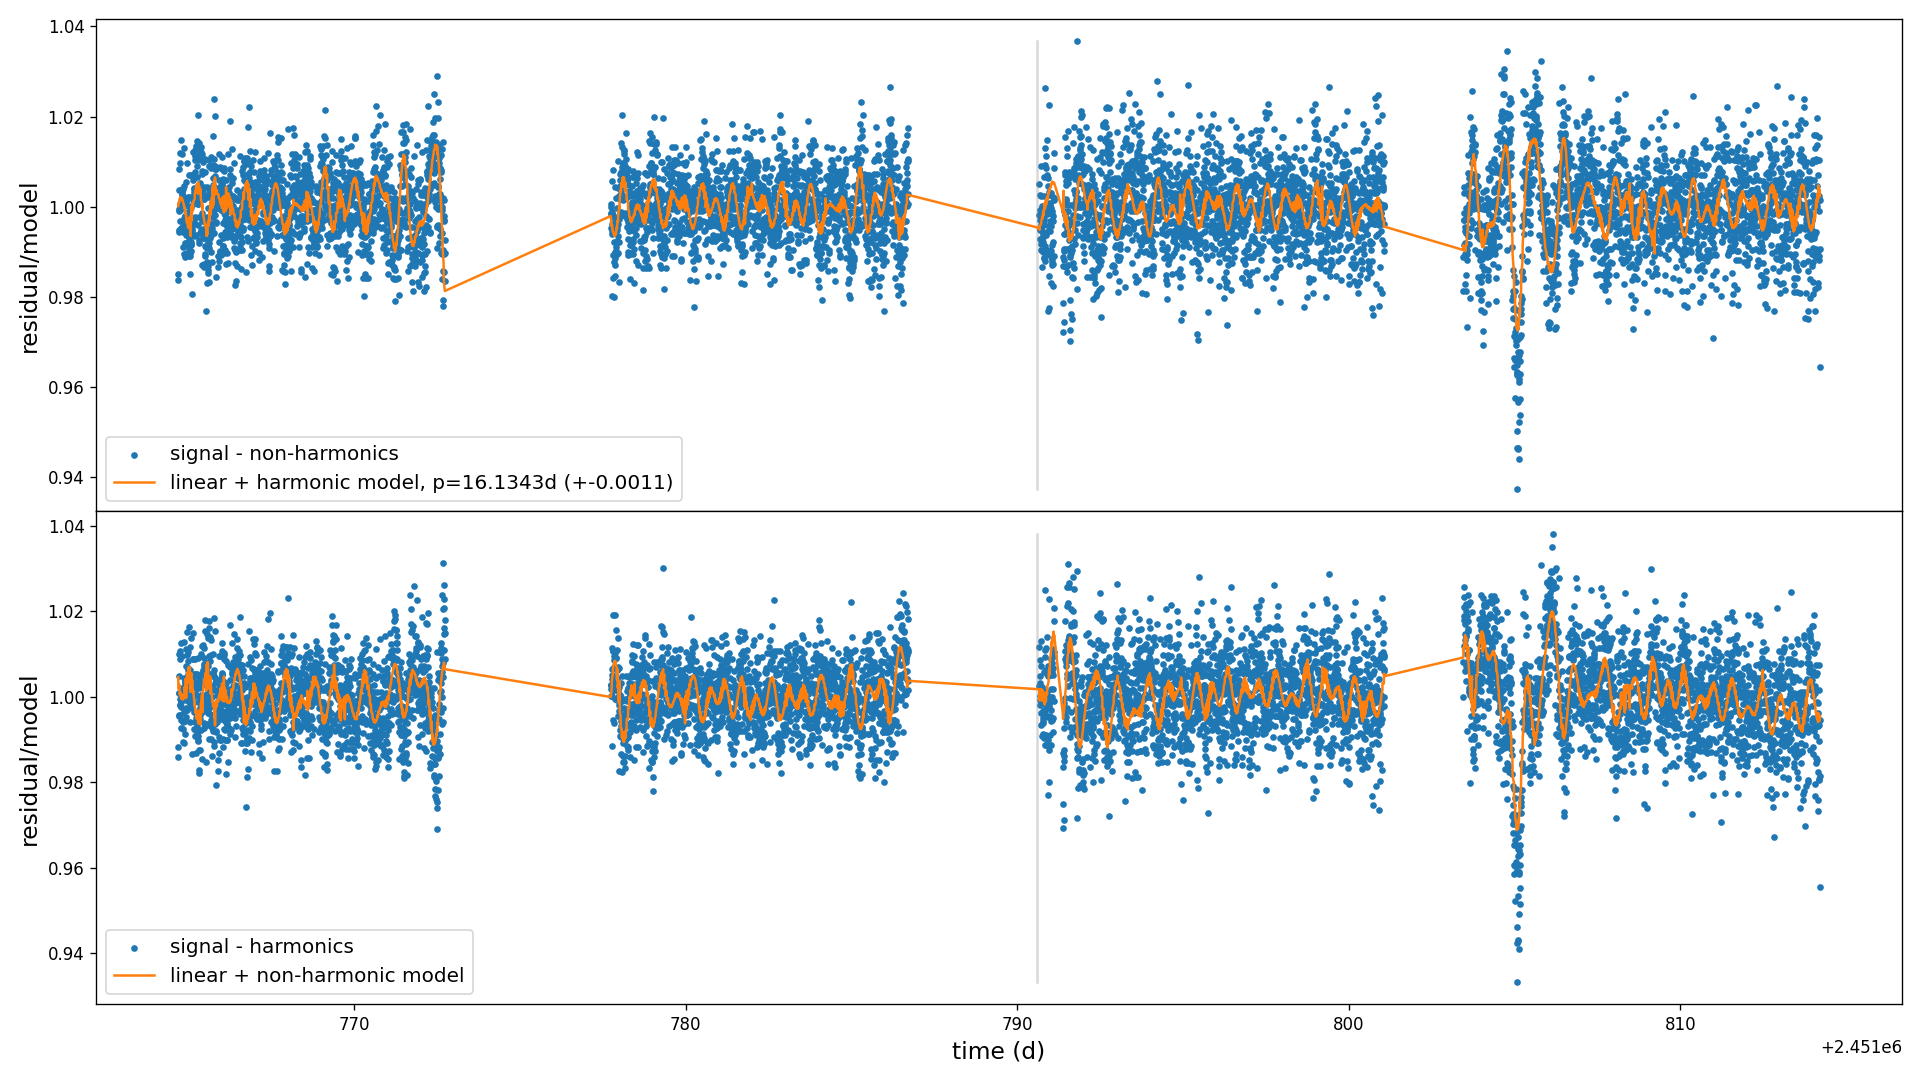 1.04
1.02
1.00
0.98
0.96
0.94
residual/model
signal - non-harmonics
linear + harmonic model, p=16.1343d (+-0.0011)
1.04
1.02
1.00
0.98
0.96
0.94
residual/model
signal - harmonics
linear + non-harmonic model
770 780 790 800 810
time (d)
+2.451e6